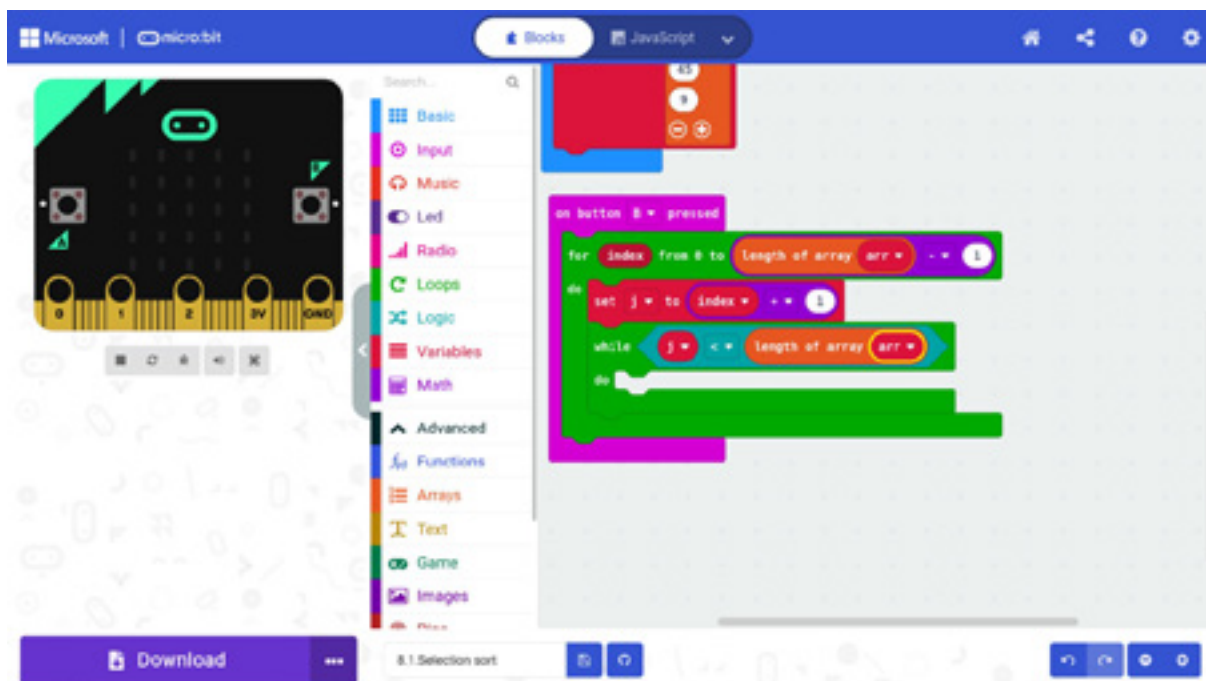 Microsoft | micro:bit
Blocks
JavaScript
Search...
Basic
Input
Music
Led
Radio
Loops
Logic
Variables
Math
Advanced
Functions
Arrays
Text
Game
Images
0 1 2 3V GND
A
B
9
on button B pressed
for index from 0 to length of array arr - 1
do
set j to index + 1
while j < length of array arr
do
Download
8.1.Selection sort